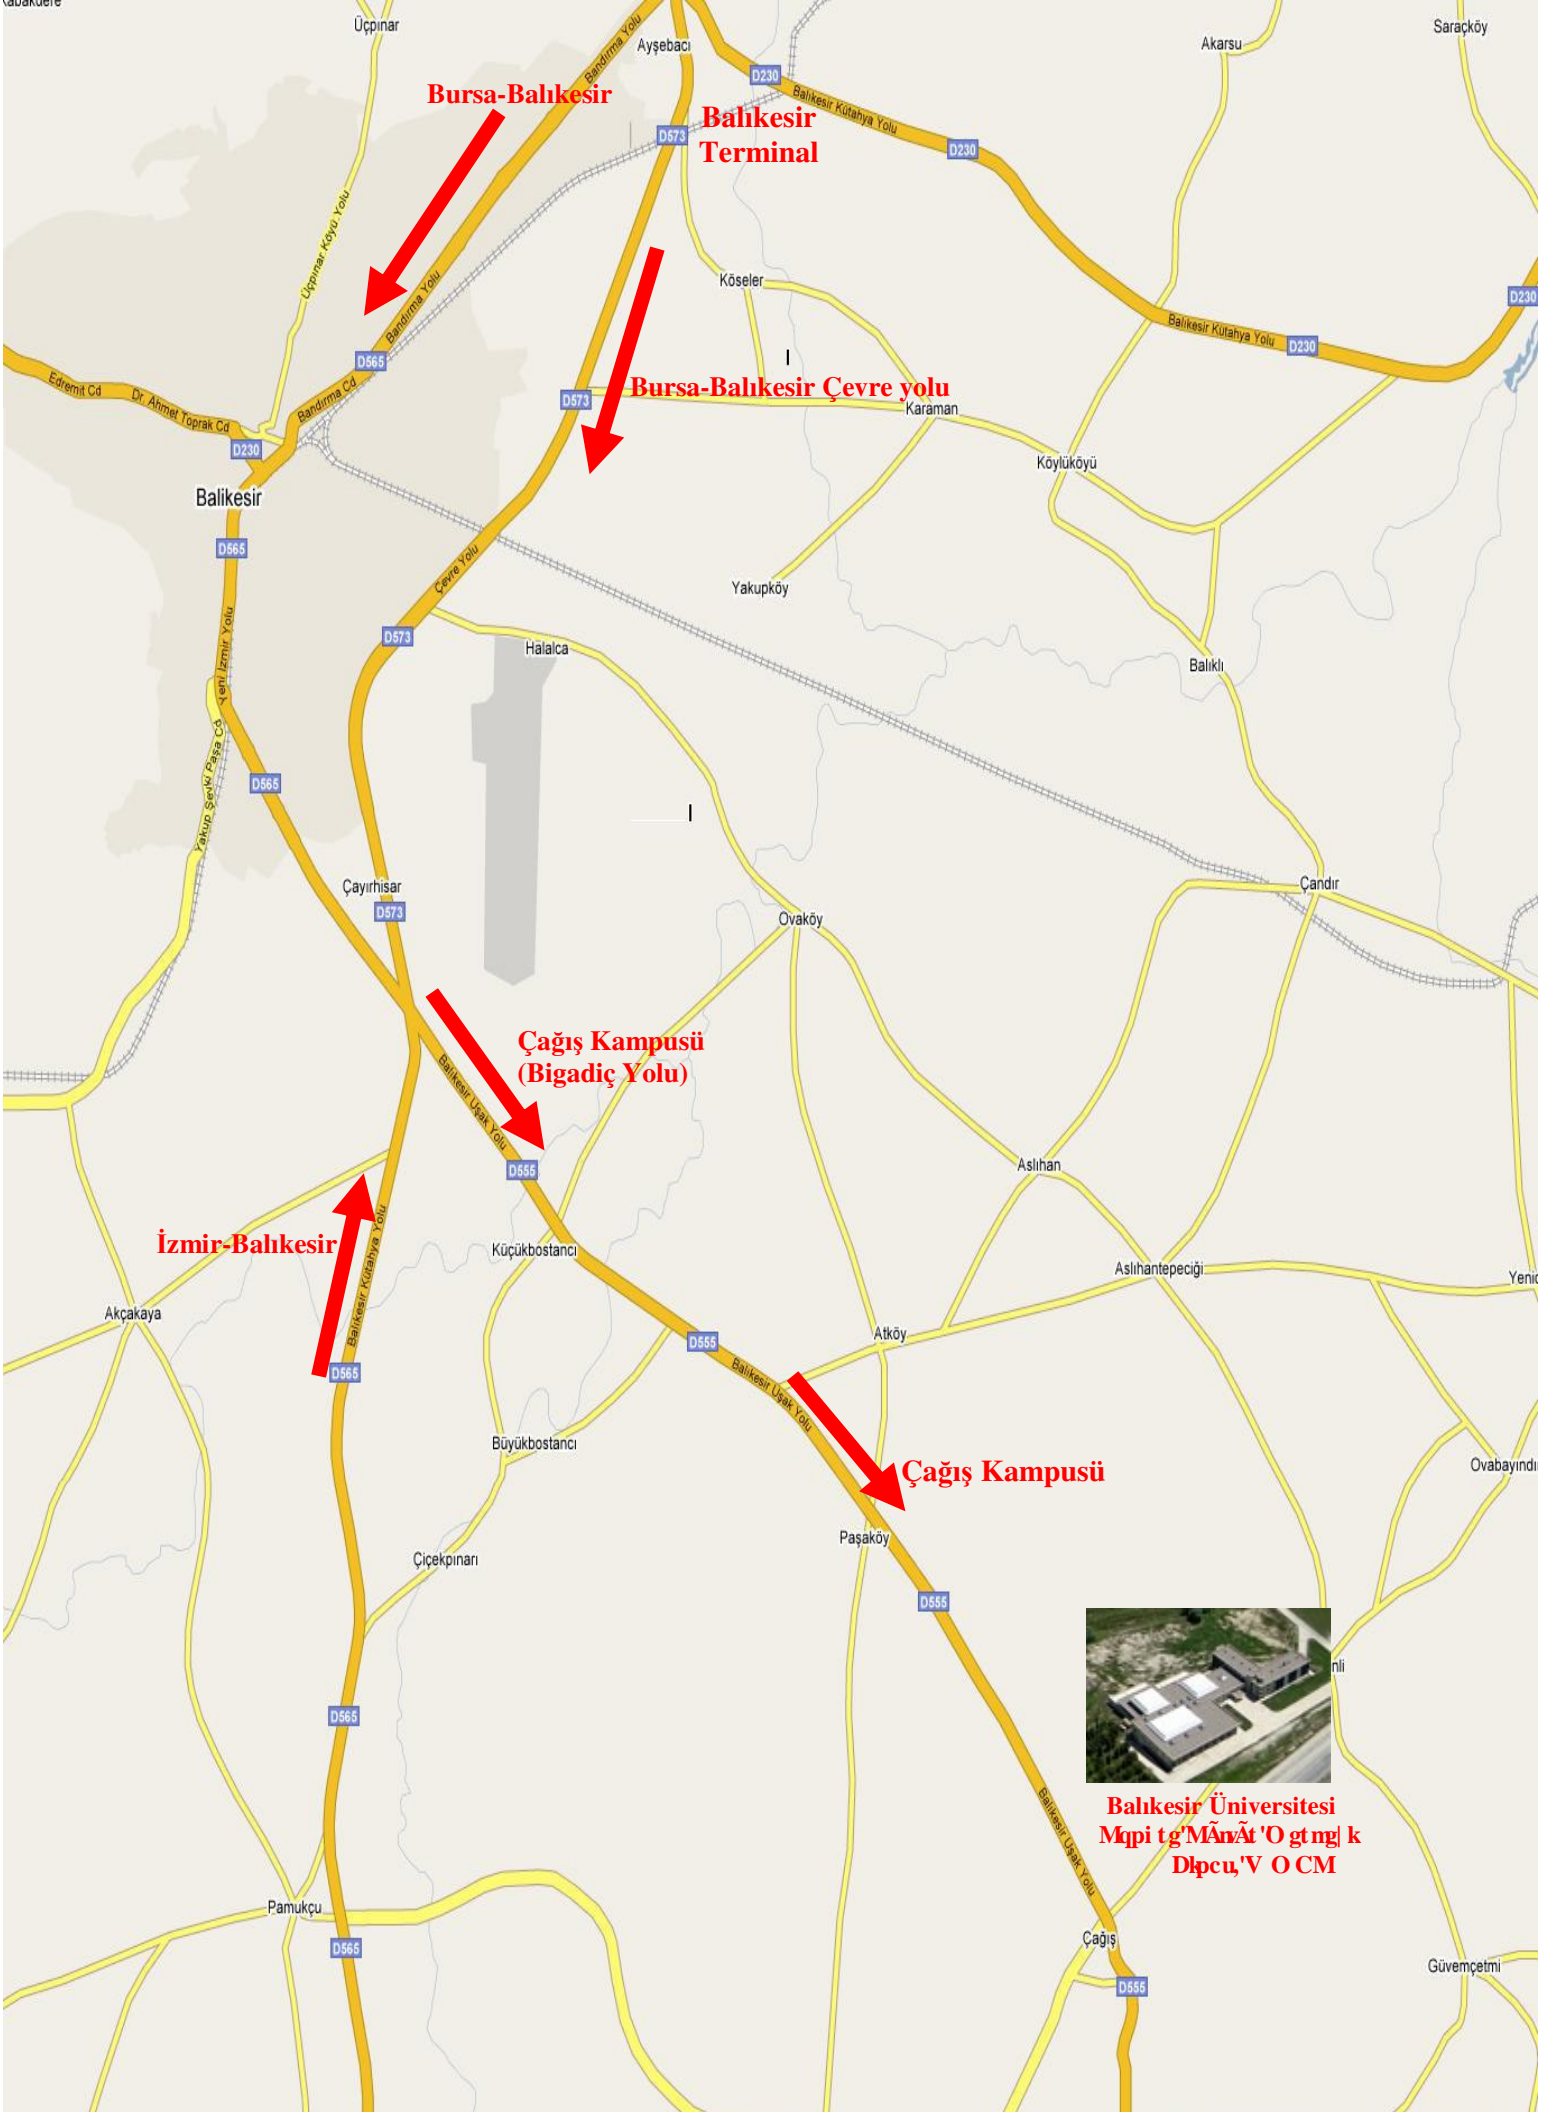 Kabakdere
Üçpınar
Ayşebacı
Akarsu
Saraçköy
Bandırma Yolu
D230
Balıkesir Kütahya Yolu
Bursa-Balıkesir
Balıkesir
Terminal
D573
D230
Üçpınar Köyü Yolu
Köseler
D230
Bandırma Yolu
Balıkesir Kütahya Yolu
D230
D565
Edremit Cd
Dr. Ahmet Toprak Cd
Bandırma Cd
Bursa-Balıkesir Çevre yolu
D573
Karaman
D230
Köylüköyü
Balikesir
D565
Çevre Yolu
Yakupköy
Yeni İzmir Yolu
D573
Halalca
Balıklı
Yakup Şevki Paşa Cd
D565
Çayırhisar
D573
Ovaköy
Çandır
Çağış Kampusü
(Bigadiç Yolu)
Balıkesir Uşak Yolu
D555
Aslıhan
İzmir-Balıkesir
Balıkesir Kütahya Yolu
Küçükbostancı
Aslıhantepeciği
Yenic
Akçakaya
D565
D555
Atköy
Balıkesir Uşak Yolu
Büyükbostancı
Çağış Kampusü
Ovabayındı
Paşaköy
Çiçekpınarı
D555
nli
D565
Balıkesir Uşak Yolu
Balıkesir Üniversitesi
Pamukçu
D565
Çağış
D555
Güvemçetmi